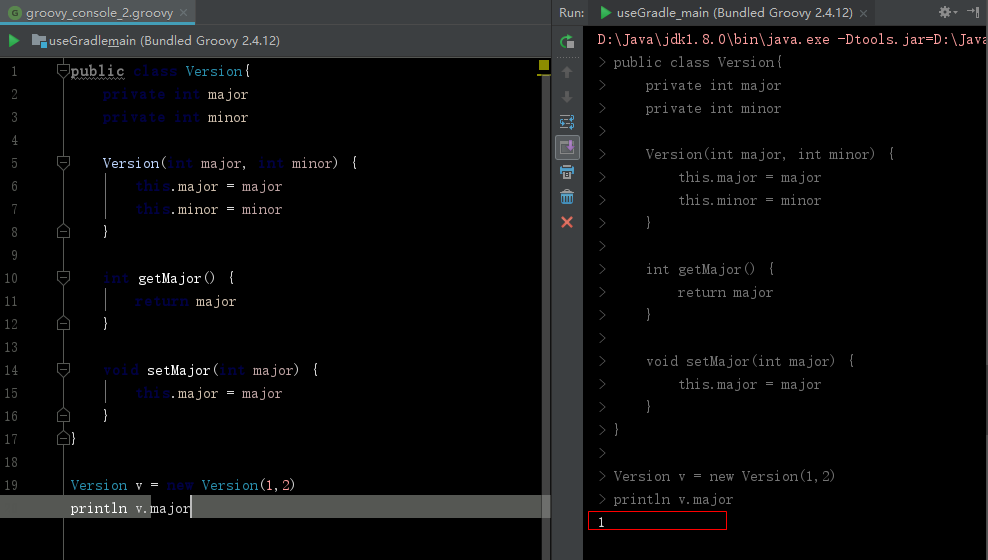 groovy_console_2.groovy
useGradlemain (Bundled Groovy 2.4.12)
1 public class Version{
2 private int major
3 private int minor
4
5 Version(int major, int minor) {
6 this.major = major
7 this.minor = minor
8 }
9
10 int getMajor() {
11 return major
12 }
13
14 void setMajor(int major) {
15 this.major = major
16 }
17 }
18
19 Version v = new Version(1,2)
println v.major
Run: useGradle_main (Bundled Groovy 2.4.12)
D:\Java\jdk1.8.0\bin\java.exe -Dtools.jar=D:\Java
> public class Version{
> private int major
> private int minor
>
> Version(int major, int minor) {
> this.major = major
> this.minor = minor
> }
>
> int getMajor() {
> return major
> }
>
> void setMajor(int major) {
> this.major = major
> }
> }
>
> Version v = new Version(1,2)
> println v.major
1